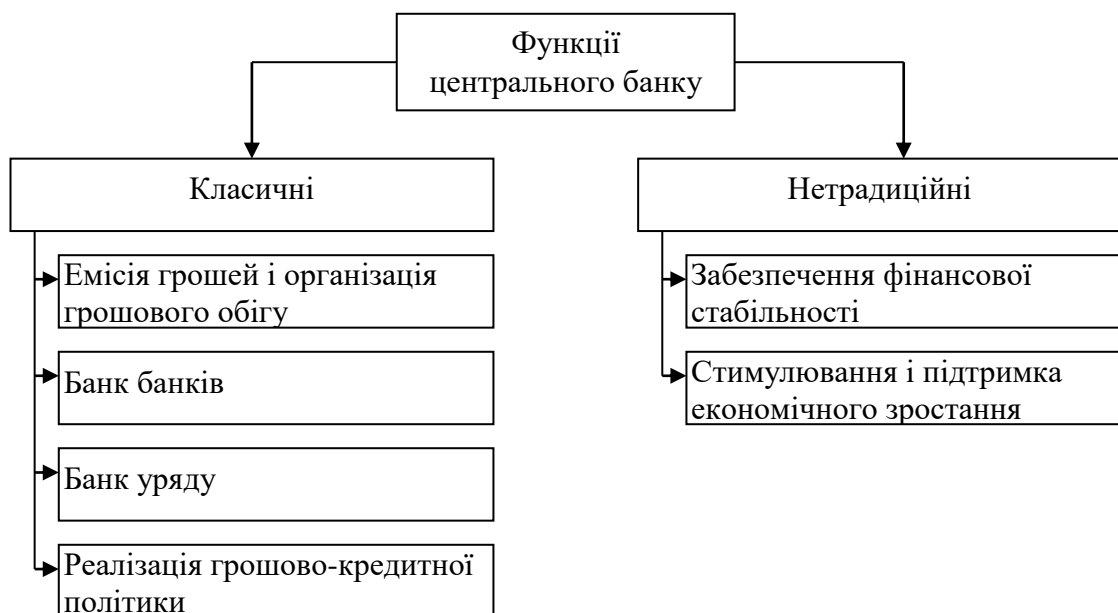 Функції
центрального банку
Класичні
Нетрадиційні
Емісія грошей і організація
грошового обігу
Банк банків
Банк уряду
Реалізація грошово-кредитної
політики
Забезпечення фінансової
стабільності
Стимулювання і підтримка
економічного зростання